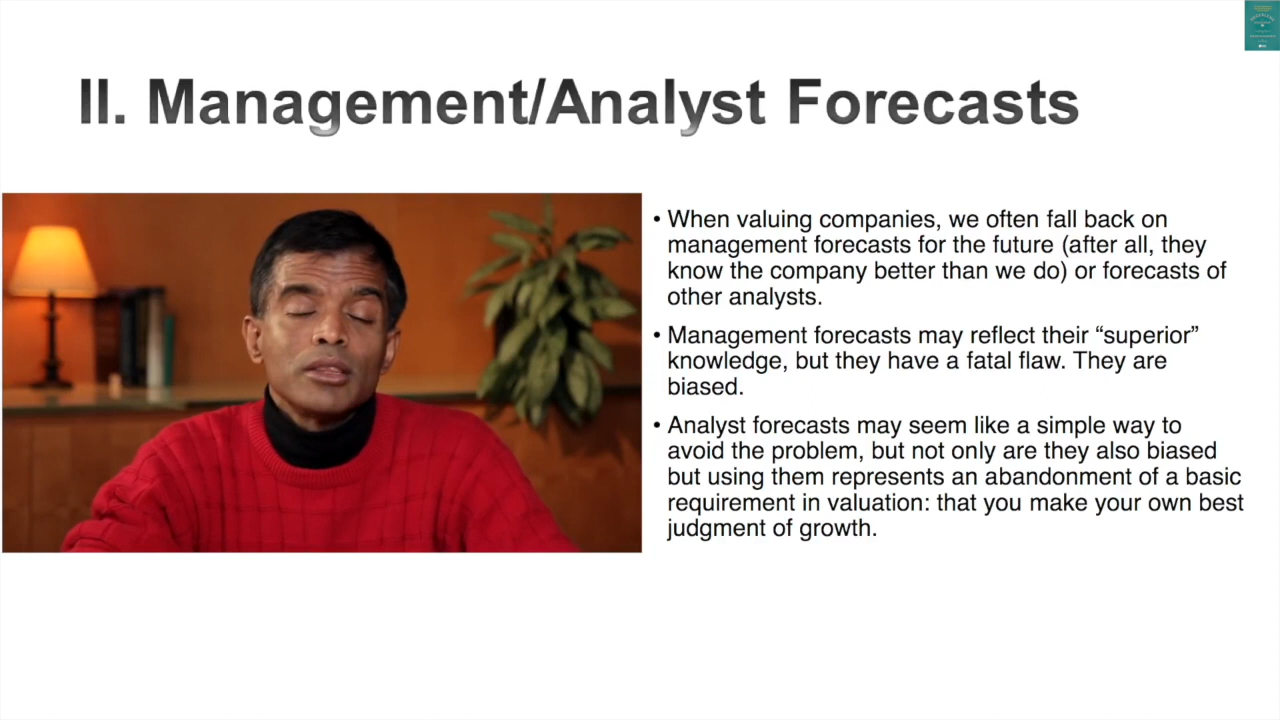 II. Management/Analyst Forecasts
• When valuing companies, we often fall back on
management forecasts for the future (after all, they
know the company better than we do) or forecasts of
other analysts.
• Management forecasts may reflect their “superior”
knowledge, but they have a fatal flaw. They are
biased.
• Analyst forecasts may seem like a simple way to
avoid the problem, but not only are they also biased
but using them represents an abandonment of a basic
requirement in valuation: that you make your own best
judgment of growth.